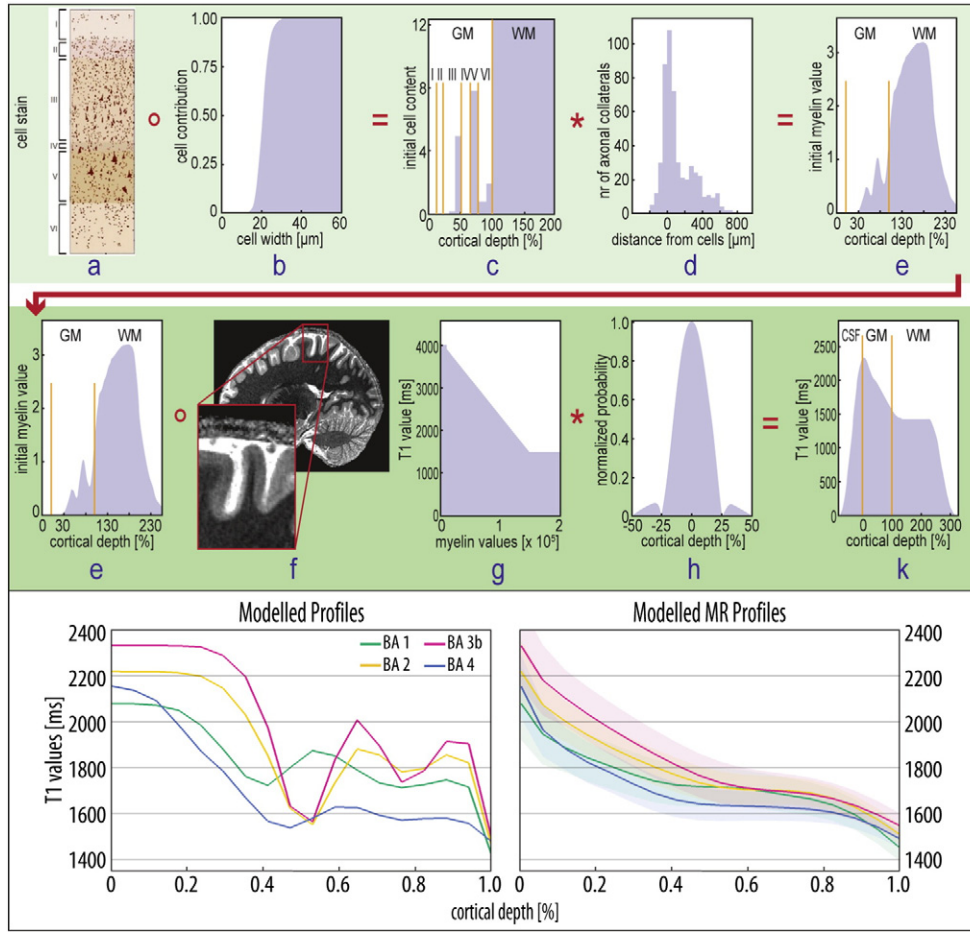 cell stain
I
II
III
IV
V
VI
a
cell contribution
1.00
0.75
0.50
0.25
0
0 20 40 60
cell width [µm]
b
initial cell content
12
8
4
0
GM WM
I II III IV V VI
0 50 100 150 200
cortical depth [%]
c
*
nr of axonal collaterals
100
80
60
40
20
0
0 400 800
distance from cells [µm]
d
=
initial myelin value
3
2
1
0
GM WM
30 130 230
cortical depth [%]
e
initial myelin value
3
2
1
0
GM WM
0 30 130 230
cortical depth [%]
e
f
T1 value [ms]
4000
3000
2000
1000
0
0 1 2
myelin values [x 10⁵]
g
*
normalized probability
1.0
0.8
0.6
0.4
0.2
0
-50 -25 0 25 50
cortical depth [%]
h
=
T1 value [ms]
2500
2000
1500
1000
500
0
CSF GM WM
0 100 200 300
cortical depth [%]
k
Modelled Profiles
T1 values [ms]
2400
2200
2000
1800
1600
1400
BA 1 BA 3b
BA 2 BA 4
0 0.2 0.4 0.6 0.8 1.0
Modelled MR Profiles
2400
2200
2000
1800
1600
1400
0 0.2 0.4 0.6 0.8 1.0
cortical depth [%]